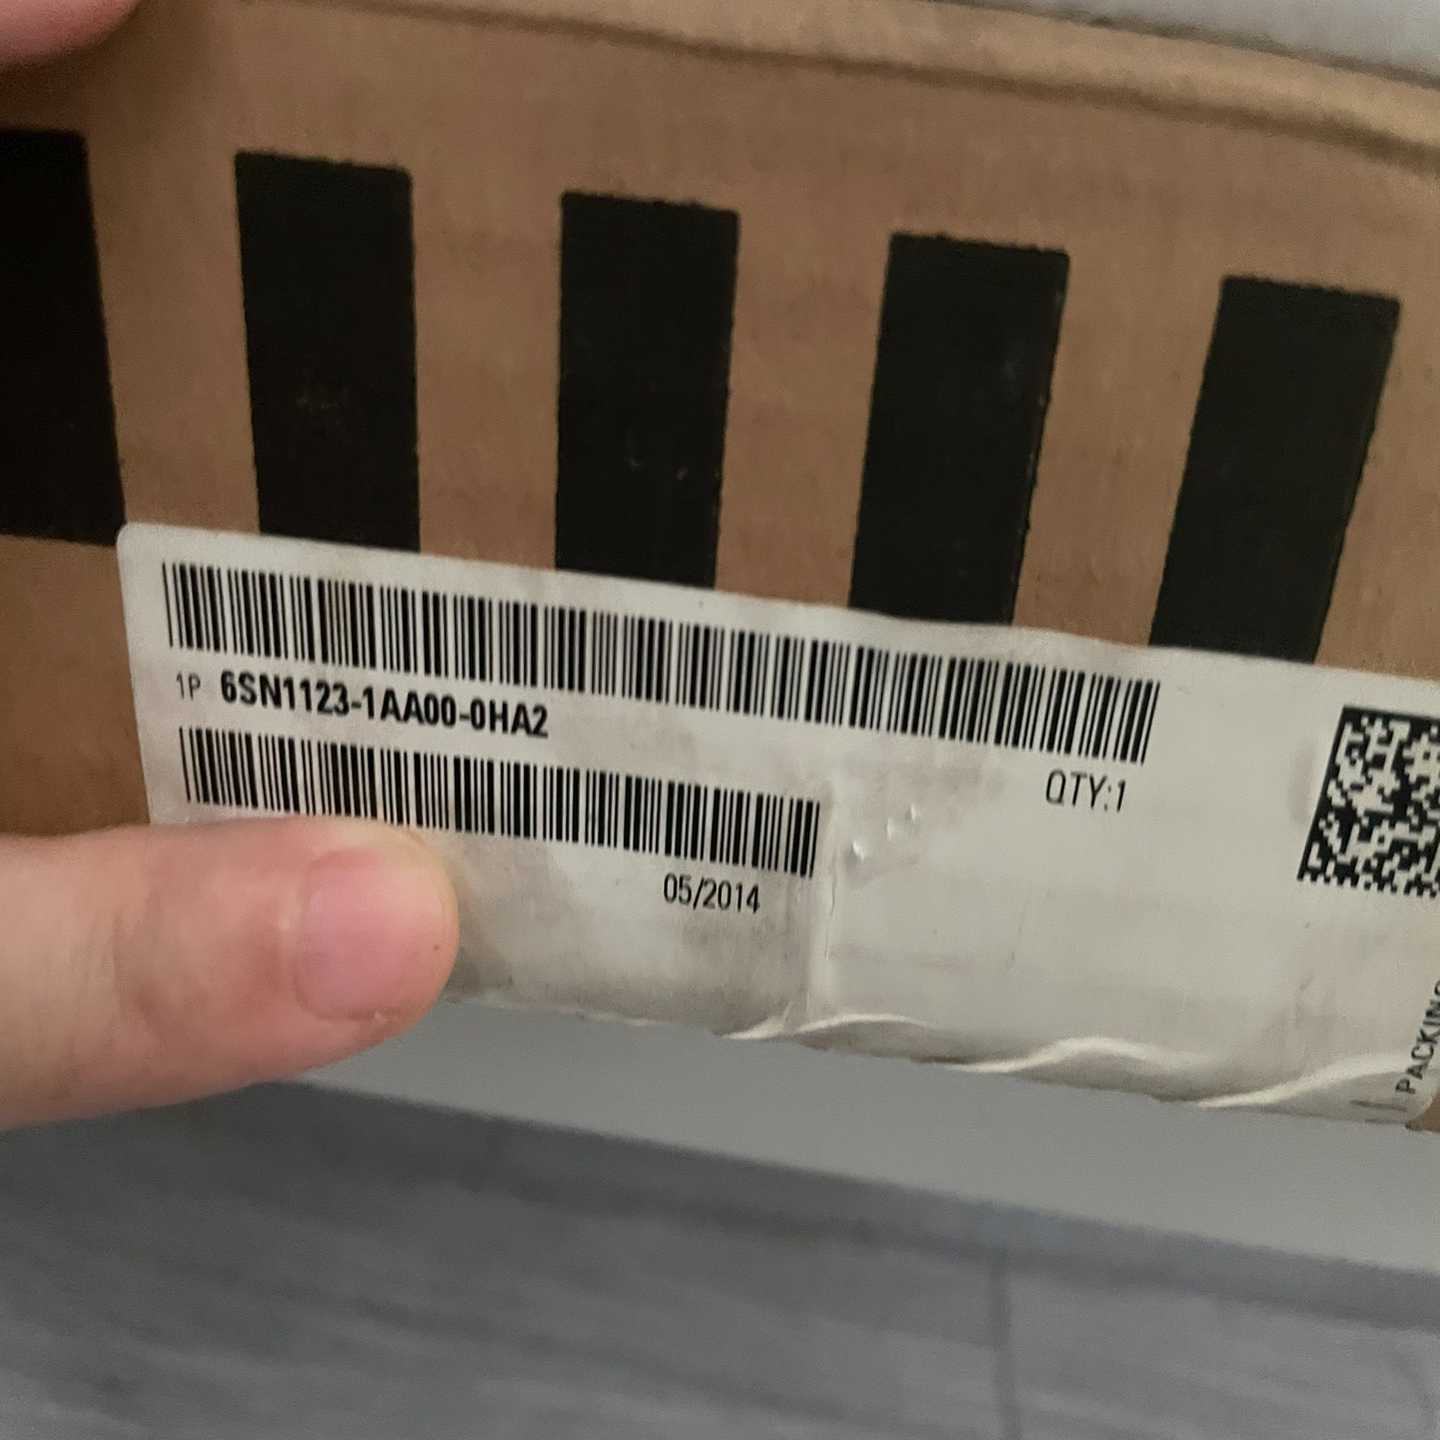 1P 6SN1123-1AA00-0HA2
QTY:1
05/2014
PACKING